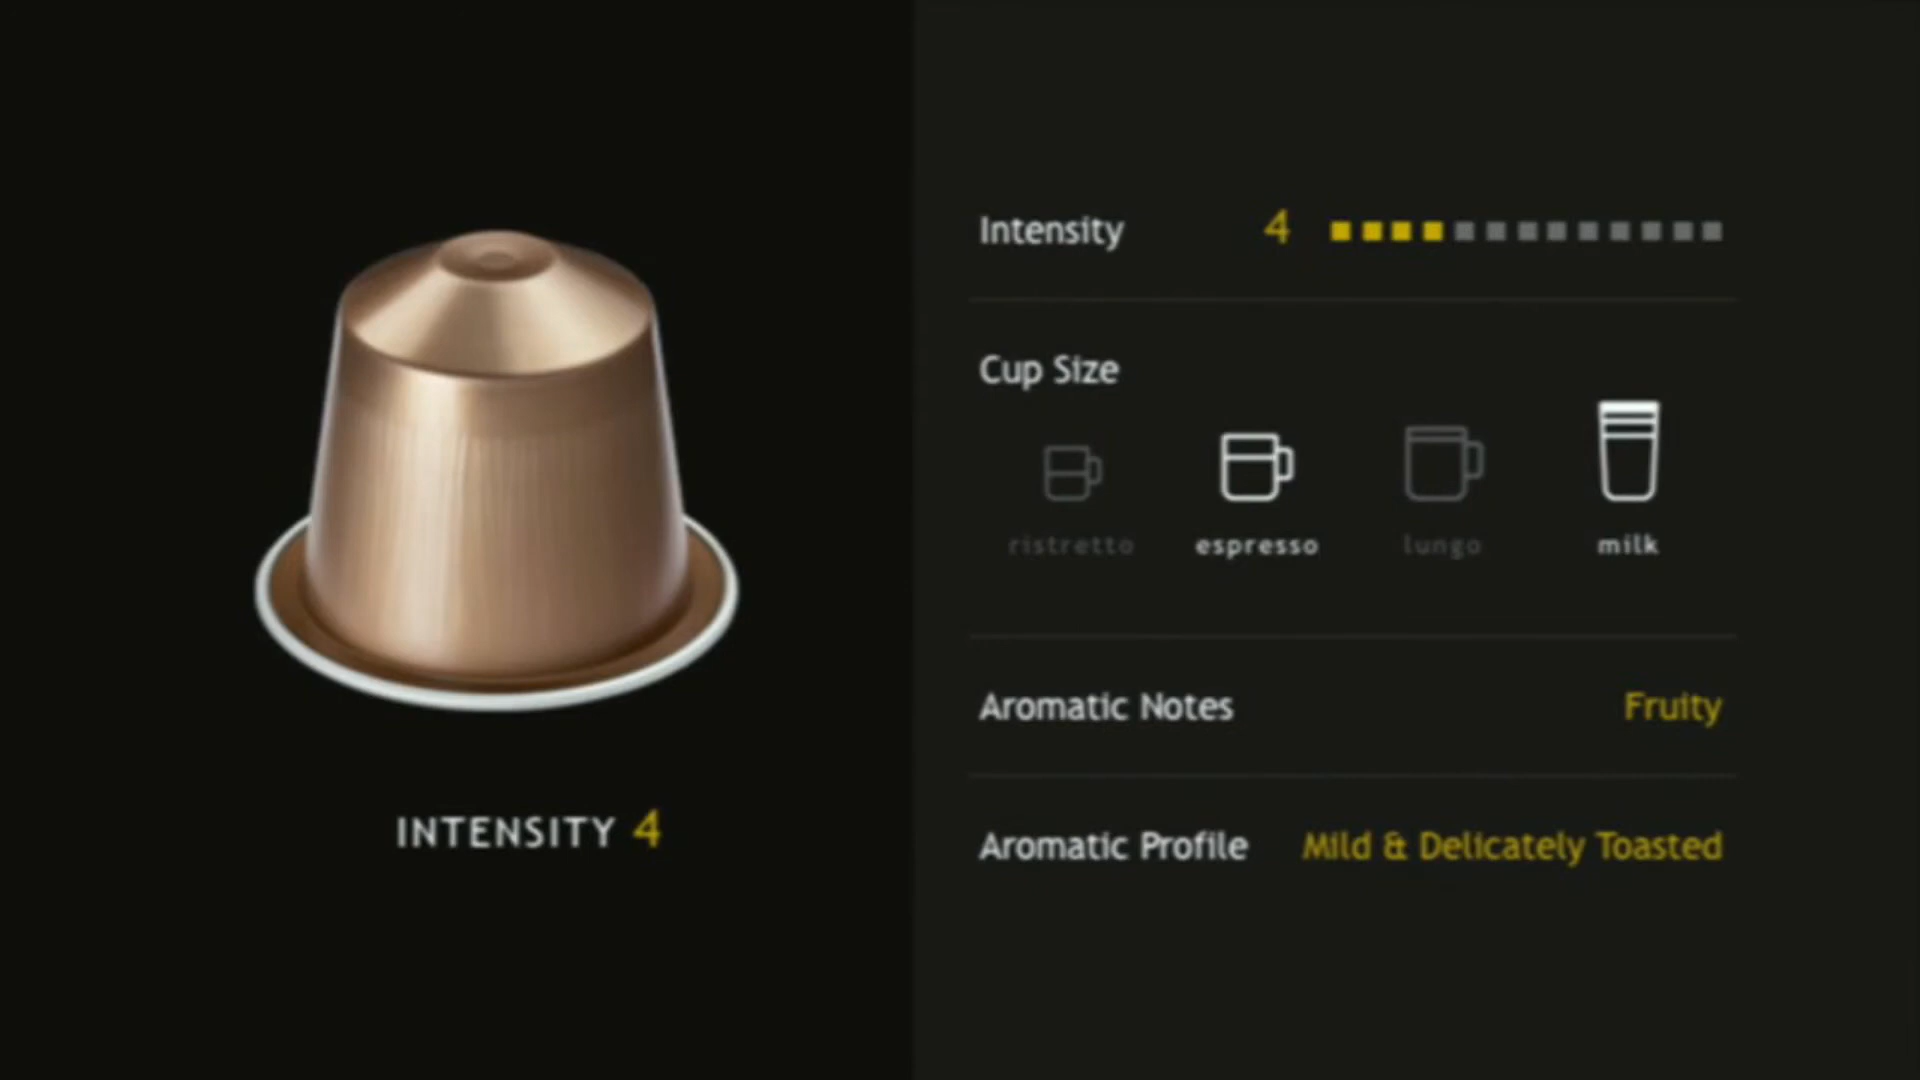 INTENSITY 4
Intensity 4
Cup Size
ristretto espresso lungo milk
Aromatic Notes Fruity
Aromatic Profile Mild & Delicately Toasted